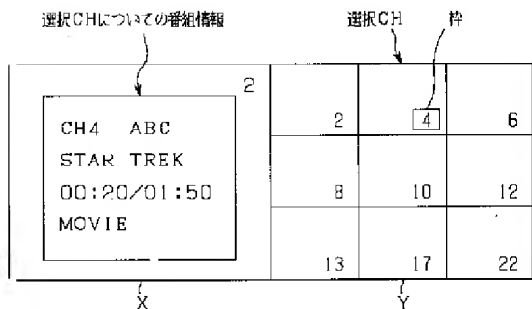 選択CHについての番組情報
選択CH
枠
2
CH4 ABC
STAR TREK
00:20/01:50
MOVIE
2 4 6
8 10 12
13 17 22
X
Y